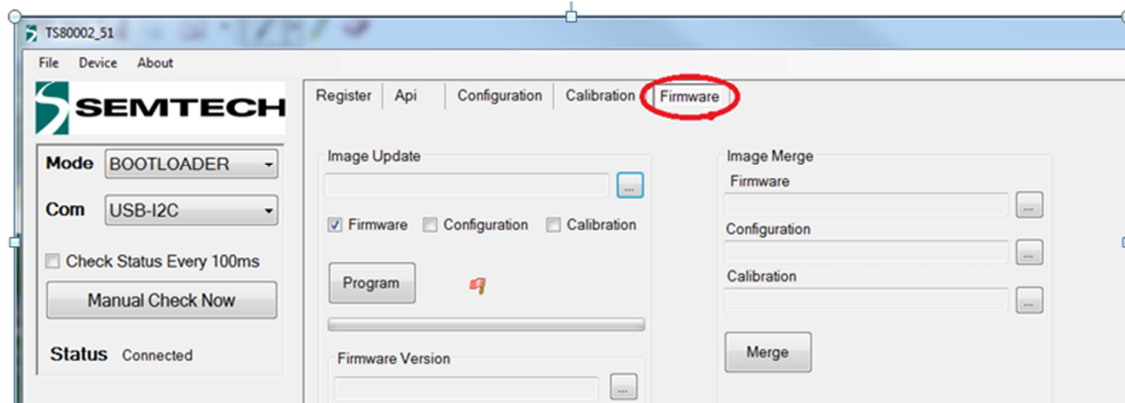 TS80002_51
File Device About
SEMTECH
Mode BOOTLOADER
Com USB-I2C
Check Status Every 100ms
Manual Check Now
Status Connected
Register Api Configuration Calibration Firmware
Image Update
...
Firmware Configuration Calibration
Program
Firmware Version
...
Image Merge
Firmware
...
Configuration
...
Calibration
...
Merge